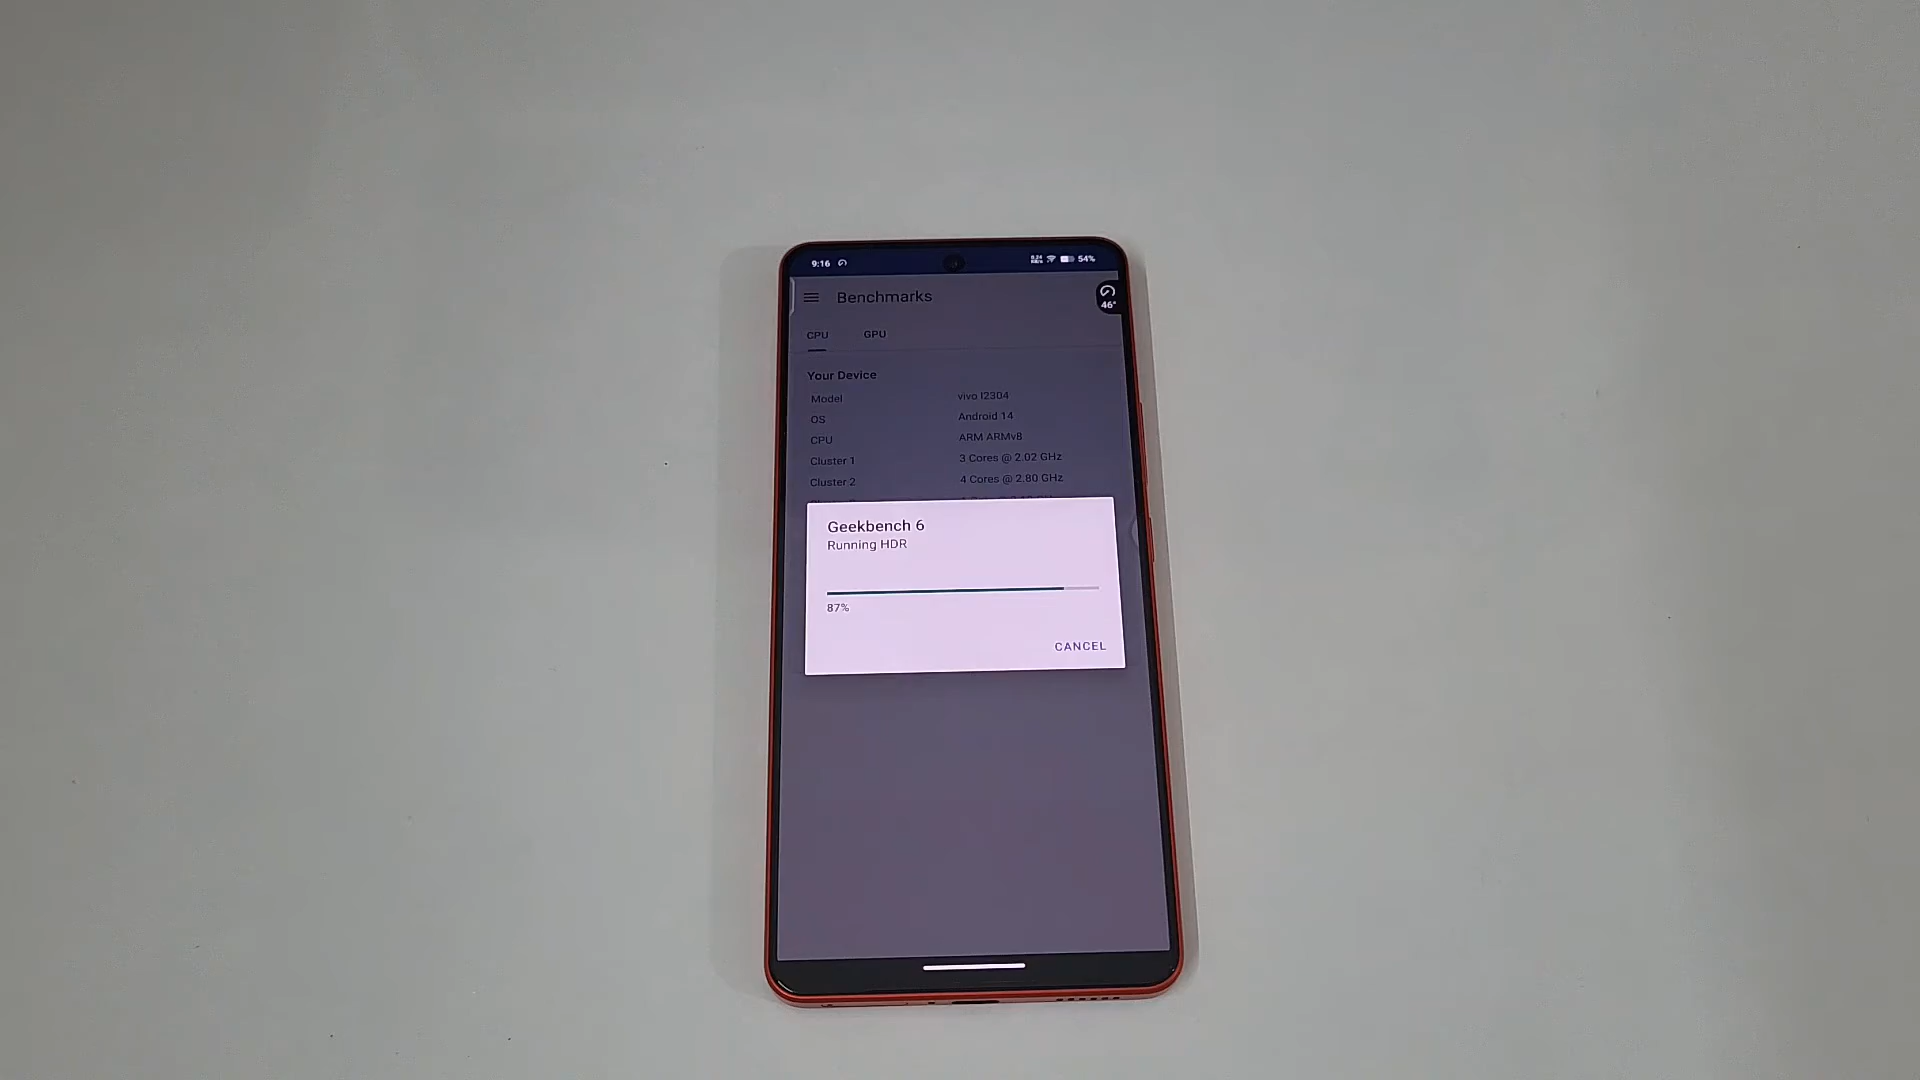 9:16 54%
Benchmarks
46°
CPU GPU
Your Device
Model vivo I2304
OS Android 14
CPU ARM ARMv8
Cluster 1 3 Cores @ 2.02 GHz
Cluster 2 4 Cores @ 2.80 GHz
Geekbench 6
Running HDR
87%
CANCEL